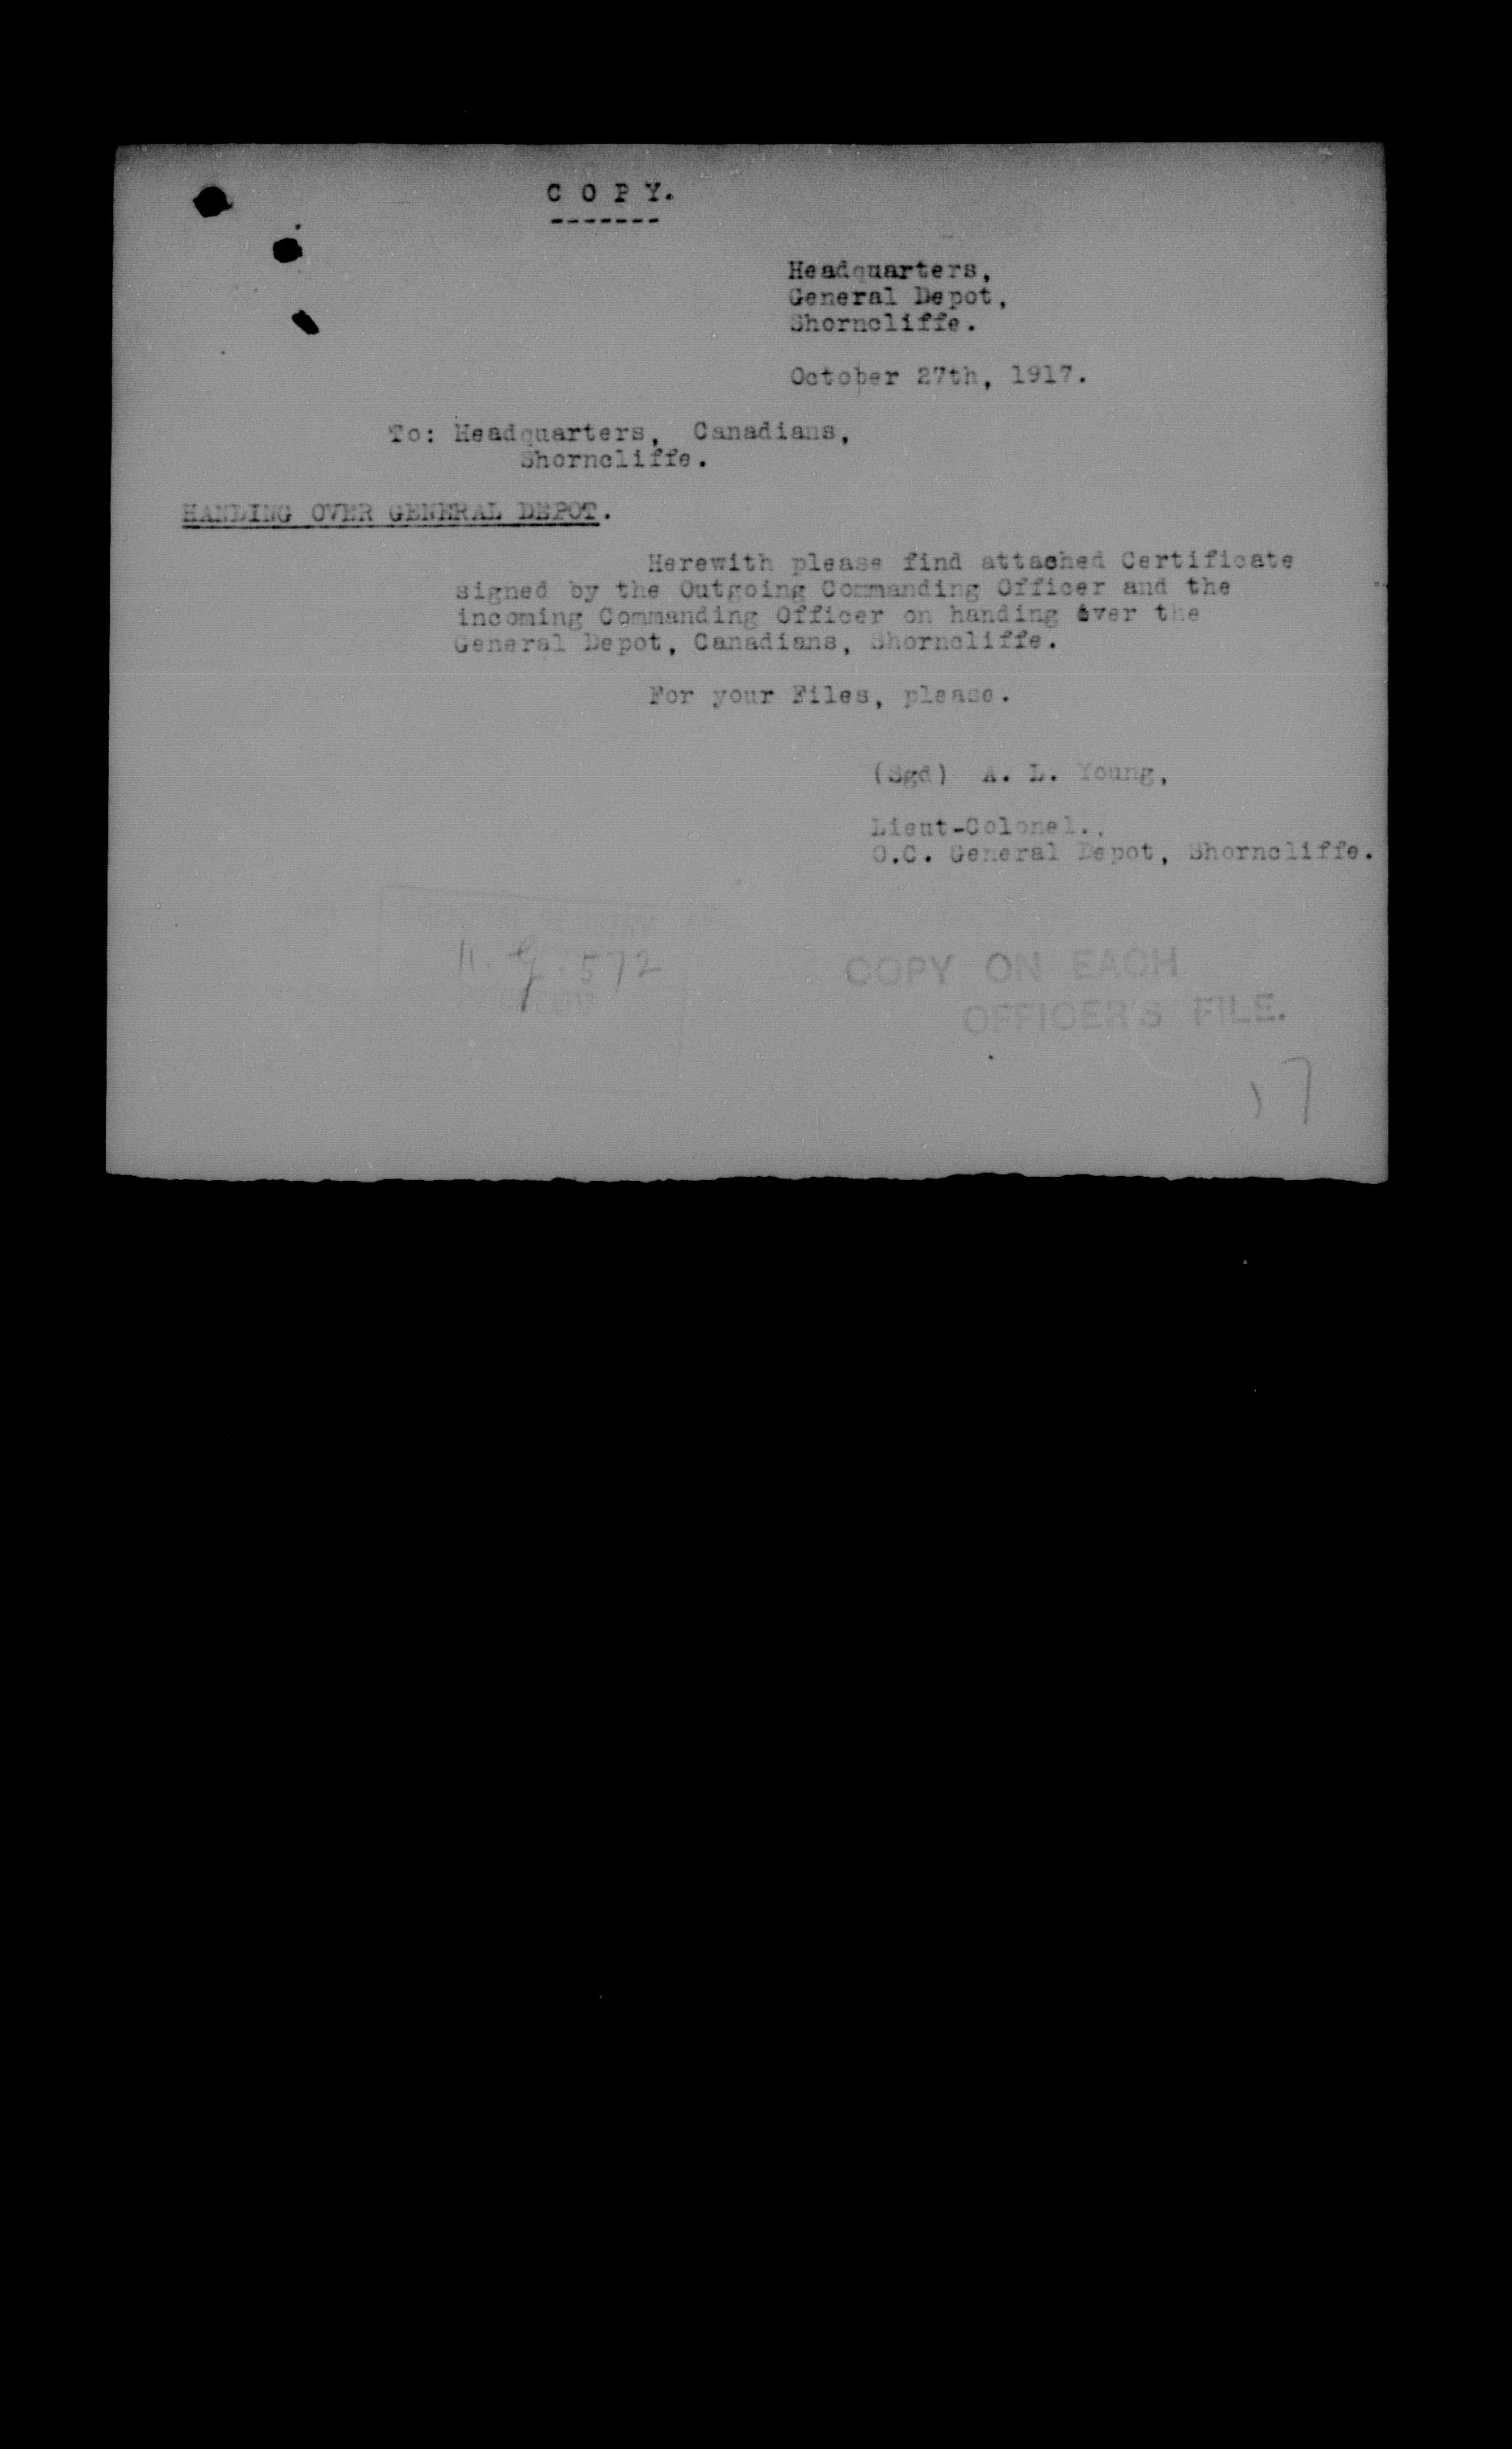 C O P Y.
-------
Headquarters,
General Depot,
Shorncliffe.
October 27th, 1917.
To: Headquarters, Canadians,
Shorncliffe.
HANDING OVER GENERAL DEPOT.
Herewith please find attached Certificate
signed by the Outgoing Commanding Officer and the
incoming Commanding Officer on handing over the
General Depot, Canadians, Shorncliffe.
For your Files, please.
(Sgd) A. L. Young,
Lieut-Colonel.,
O.C. General Depot, Shorncliffe.
572
COPY ON EACH
OFFICER'S FILE.
17